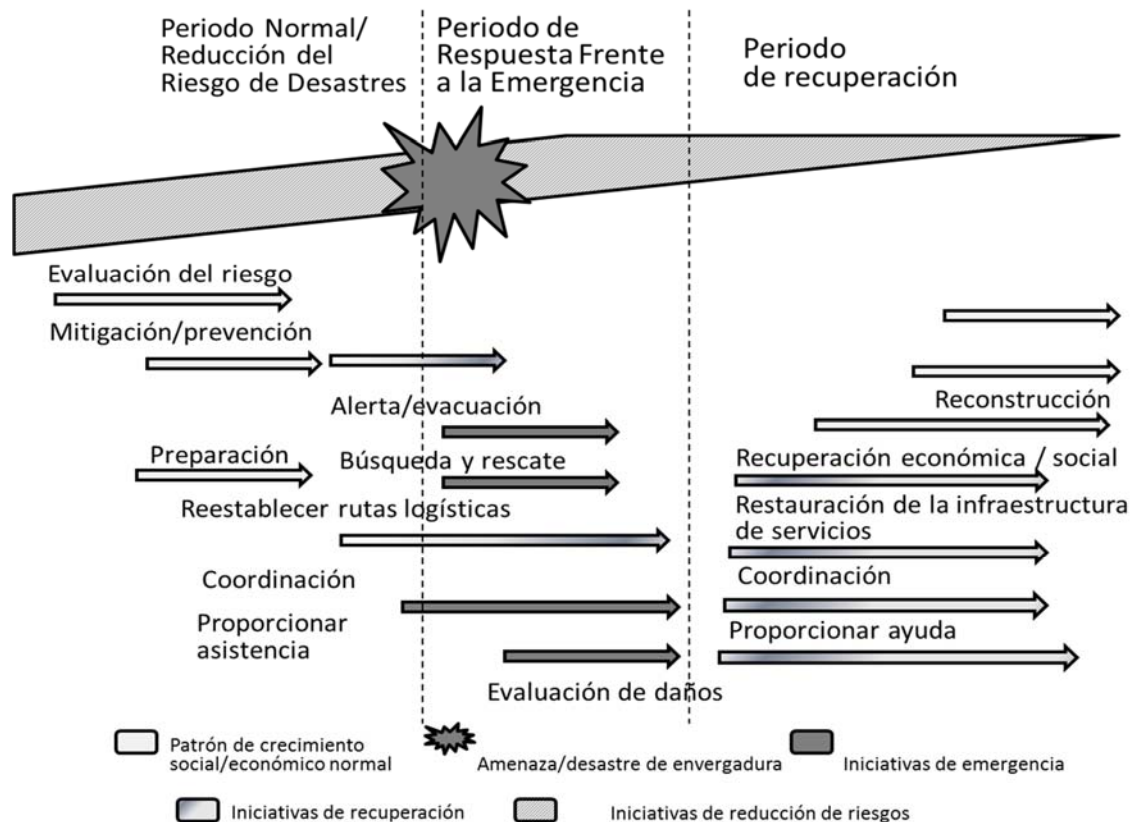 Periodo Normal/
Reducción del
Riesgo de Desastres
Periodo de
Respuesta Frente
a la Emergencia
Periodo
de recuperación
Evaluación del riesgo
Mitigación/prevención
Alerta/evacuación
Preparación
Búsqueda y rescate
Reestablecer rutas logísticas
Coordinación
Proporcionar
asistencia
Evaluación de daños
Reconstrucción
Recuperación económica / social
Restauración de la infraestructura
de servicios
Coordinación
Proporcionar ayuda
Patrón de crecimiento
social/económico normal
Amenaza/desastre de envergadura
Iniciativas de emergencia
Iniciativas de recuperación
Iniciativas de reducción de riesgos